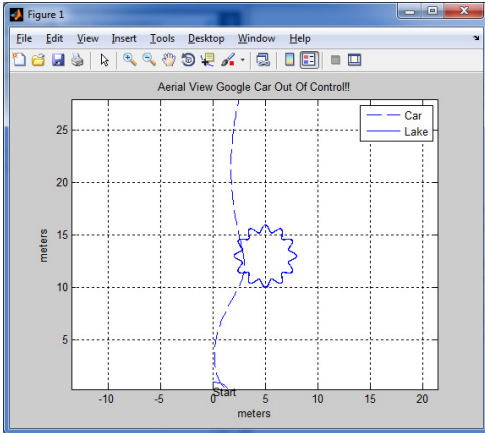 Figure 1
File Edit View Insert Tools Desktop Window Help
Aerial View Google Car Out Of Control!!
Car
Lake
25
20
15
10
5
meters
Start
-10 -5 0 5 10 15 20
meters